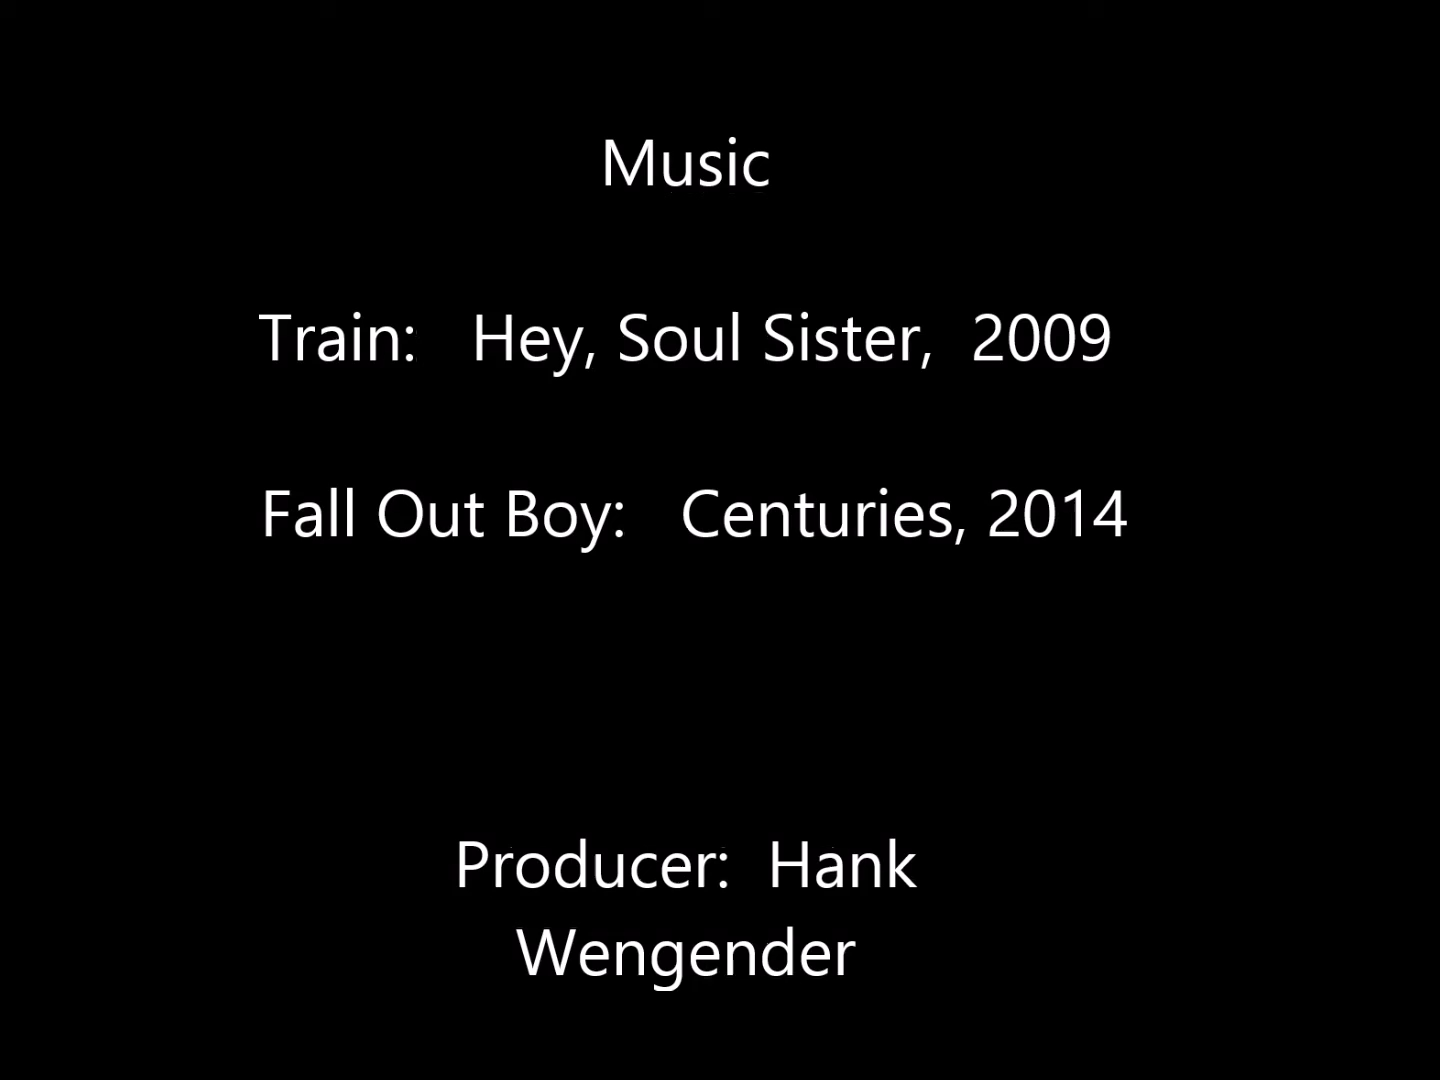 Music
Train:   Hey, Soul Sister,  2009
Fall Out Boy:   Centuries, 2014
Producer:  Hank
Wengender